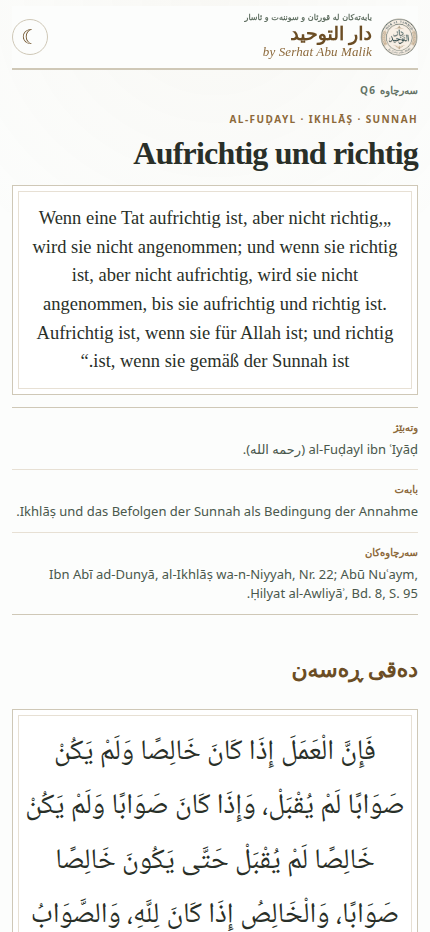 بابەتەکان لە قورئان و سوننەت و ئاسار
دار التوحيد
by Serhat Abu Malik
سەرچاوە Q6
AL-FUḌAYL · IKHLĀṢ · SUNNAH
Aufrichtig und richtig
„Wenn eine Tat aufrichtig ist, aber nicht richtig,
wird sie nicht angenommen; und wenn sie richtig
ist, aber nicht aufrichtig, wird sie nicht
angenommen, bis sie aufrichtig und richtig ist.
Aufrichtig ist, wenn sie für Allah ist; und richtig
ist, wenn sie gemäß der Sunnah ist.“
وتەبێژ
al-Fuḍayl ibn ʿIyāḍ (رحمه الله).
بابەت
Ikhlāṣ und das Befolgen der Sunnah als Bedingung der Annahme.
سەرچاوەکان
Ibn Abī ad-Dunyā, al-Ikhlāṣ wa-n-Niyyah, Nr. 22; Abū Nuʿaym,
Ḥilyat al-Awliyāʾ, Bd. 8, S. 95.
دەقی ڕەسەن
فَإِنَّ الْعَمَلَ إِذَا كَانَ خَالِصًا وَلَمْ يَكُنْ
صَوَابًا لَمْ يُقْبَلْ، وَإِذَا كَانَ صَوَابًا وَلَمْ يَكُنْ
خَالِصًا لَمْ يُقْبَلْ حَتَّى يَكُونَ خَالِصًا
صَوَابًا، وَالْخَالِصُ إِذَا كَانَ لِلَّهِ، وَالصَّوَابُ